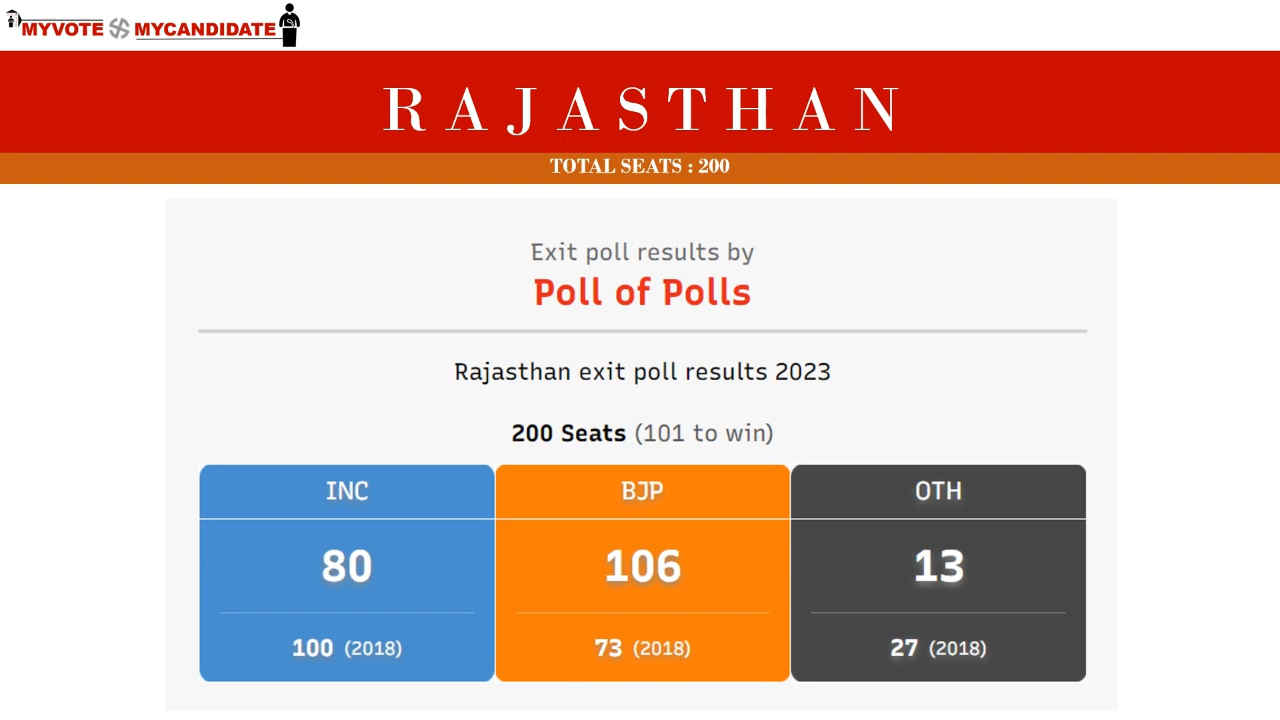 MYVOTE MYCANDIDATE
RAJASTHAN
TOTAL SEATS : 200
Exit poll results by
Poll of Polls
Rajasthan exit poll results 2023
200 Seats (101 to win)
INC BJP OTH
80 106 13
100 (2018) 73 (2018) 27 (2018)